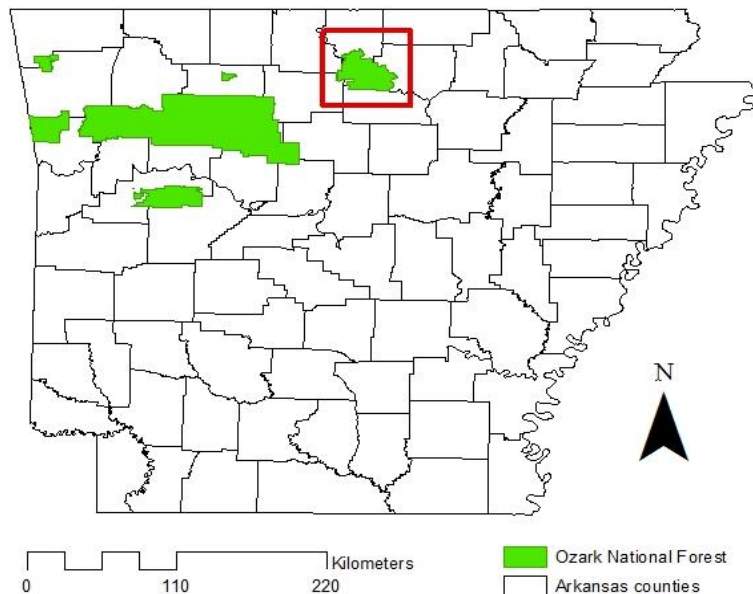 N
Kilometers
0 110 220
Ozark National Forest
Arkansas counties